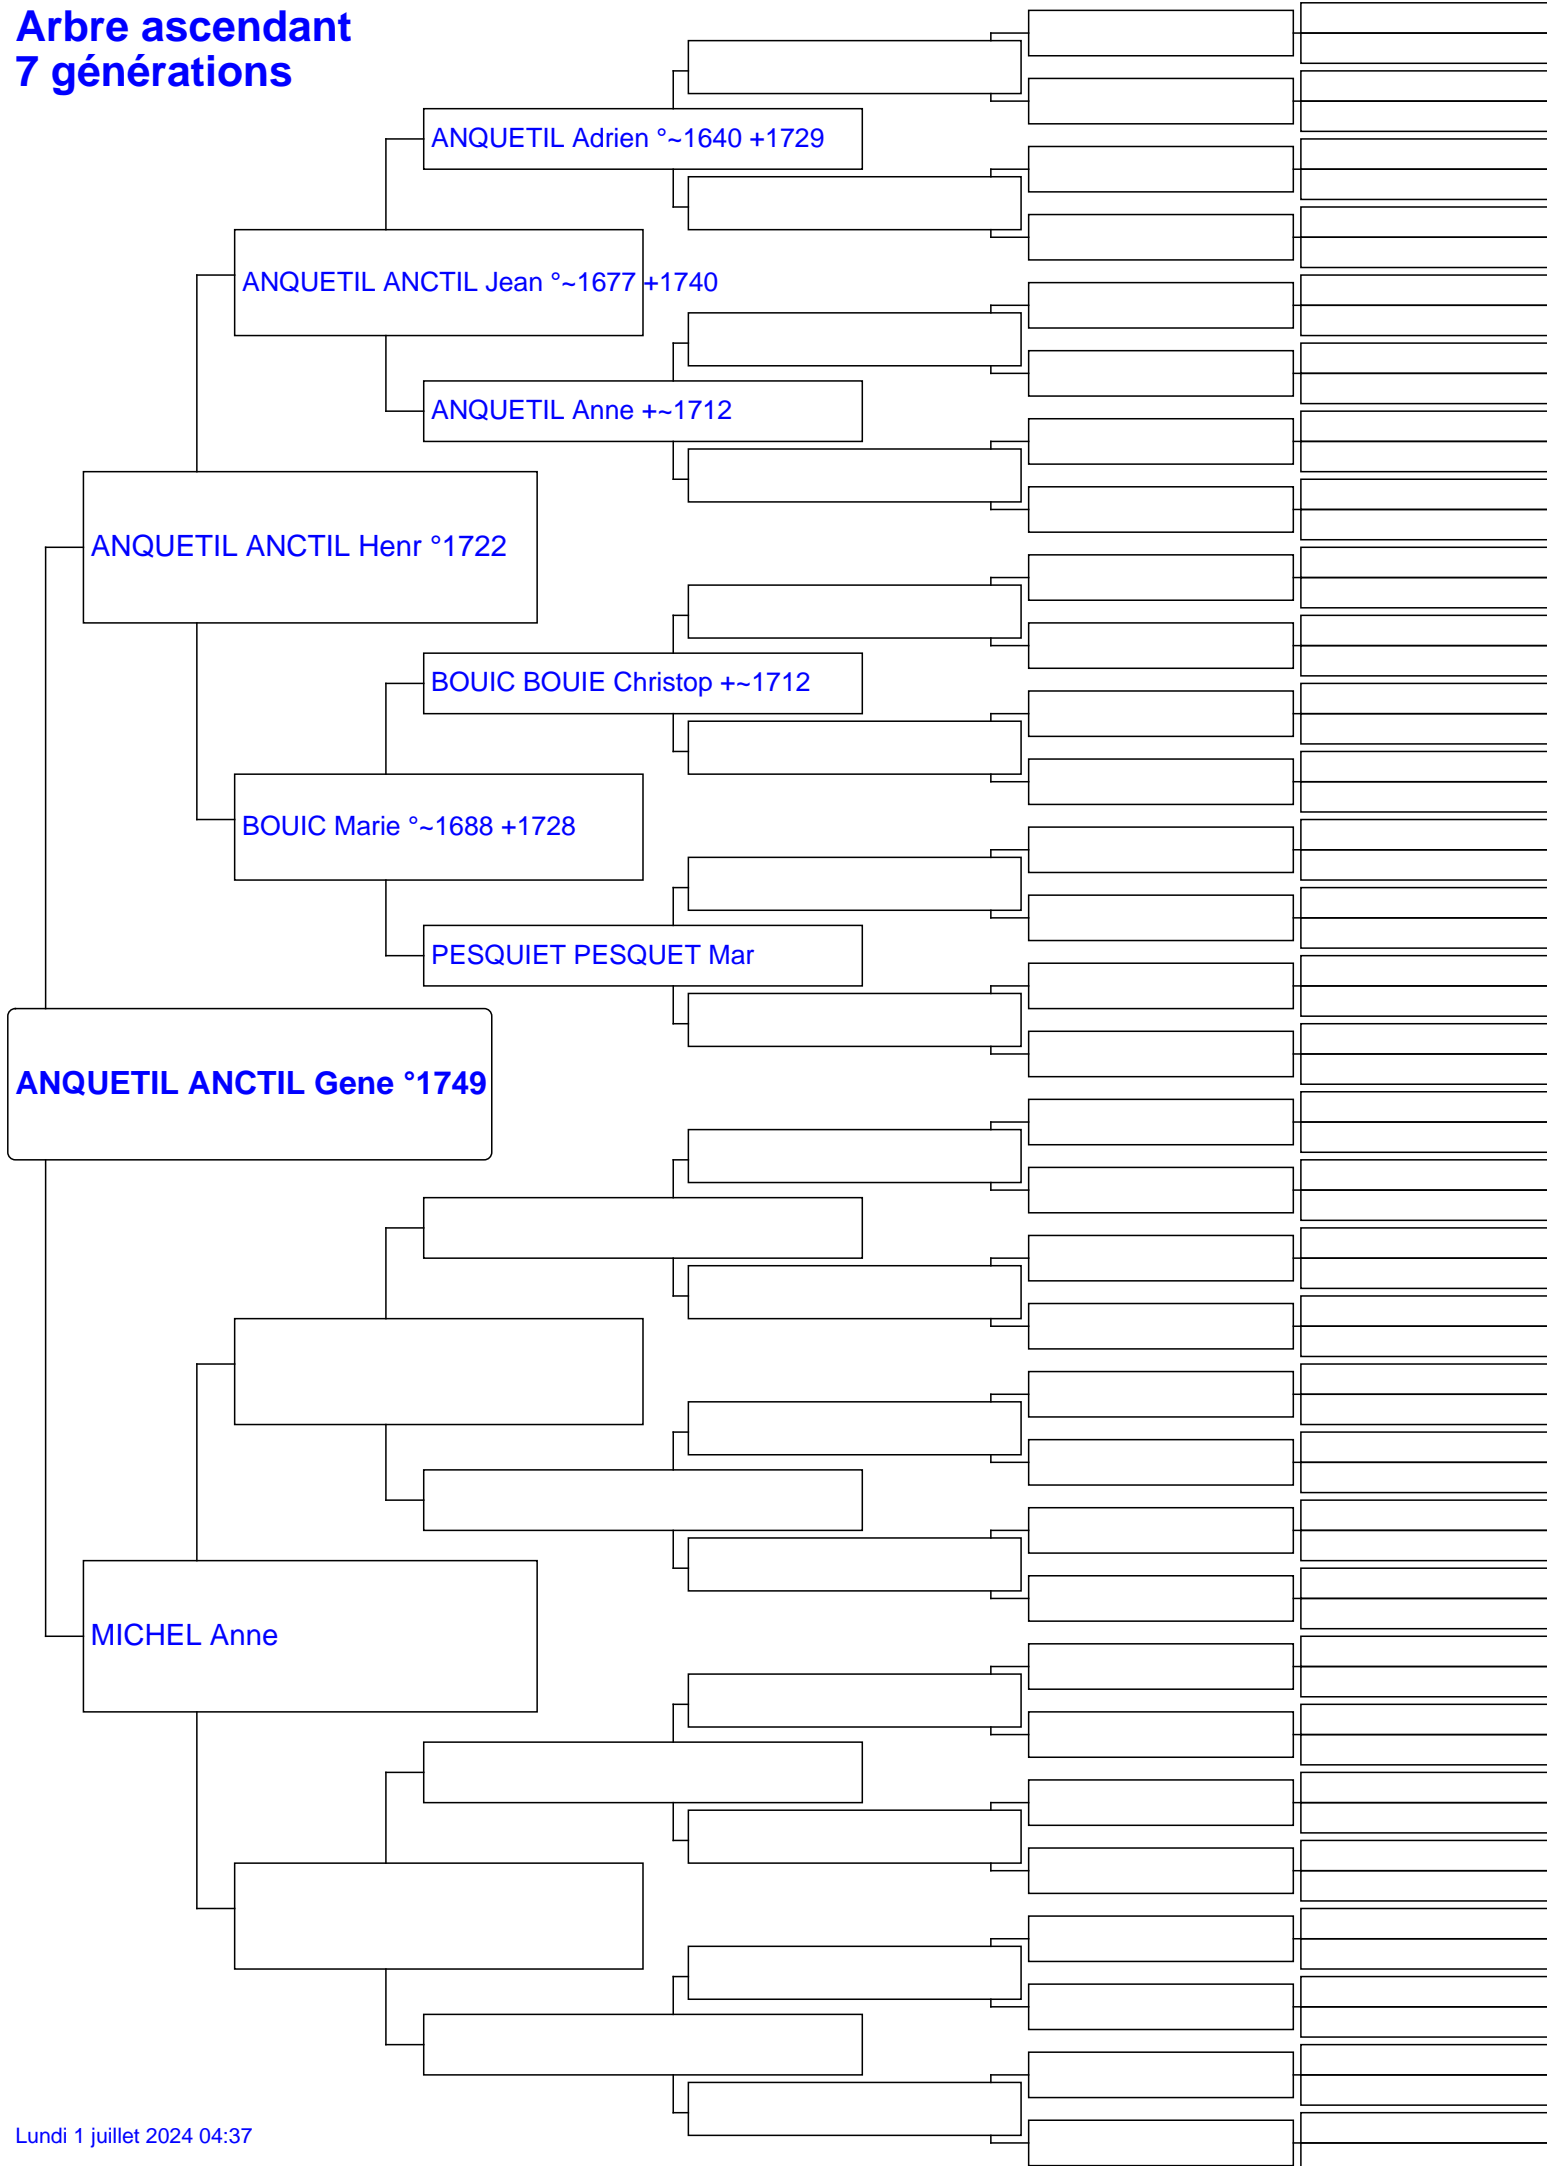 Arbre ascendant
7 générations
ANQUETIL Adrien °~1640 +1729
ANQUETIL ANCTIL Jean °~1677 +1740
ANQUETIL Anne +~1712
ANQUETIL ANCTIL Henr °1722
BOUIC BOUIE Christop +~1712
BOUIC Marie °~1688 +1728
PESQUIET PESQUET Mar
ANQUETIL ANCTIL Gene °1749
MICHEL Anne
Lundi 1 juillet 2024 04:37